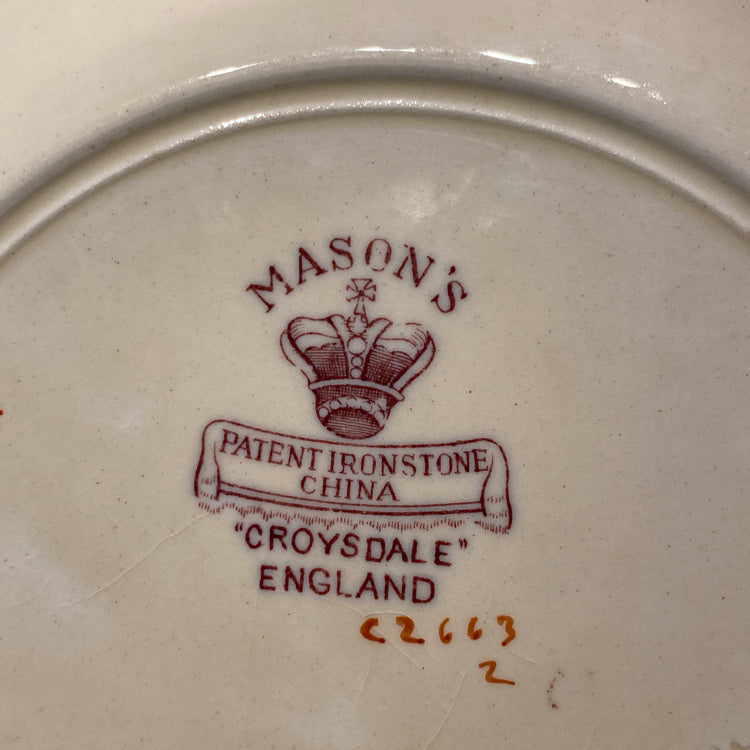 MASON'S
PATENT IRONSTONE
CHINA
"CROYSDALE"
ENGLAND
C2663
2